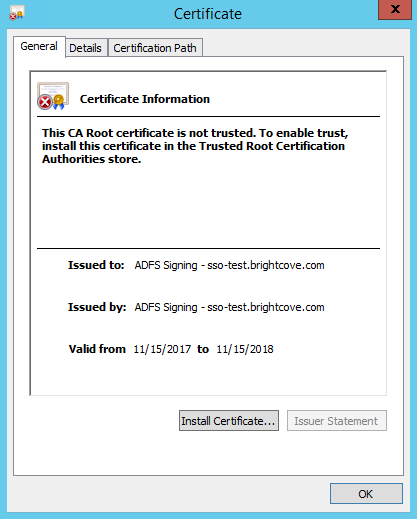 Certificate
x
General Details Certification Path
Certificate Information
This CA Root certificate is not trusted. To enable trust,
install this certificate in the Trusted Root Certification
Authorities store.
Issued to: ADFS Signing - sso-test.brightcove.com
Issued by: ADFS Signing - sso-test.brightcove.com
Valid from 11/15/2017 to 11/15/2018
Install Certificate... Issuer Statement
OK